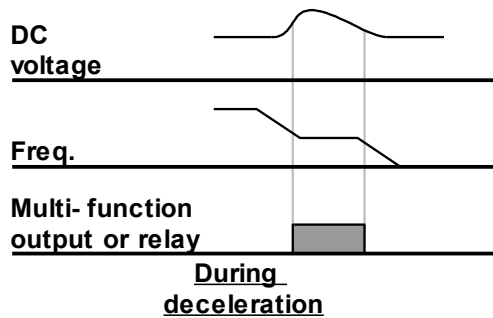 DC
voltage
Freq.
Multi- function
output or relay
During
deceleration